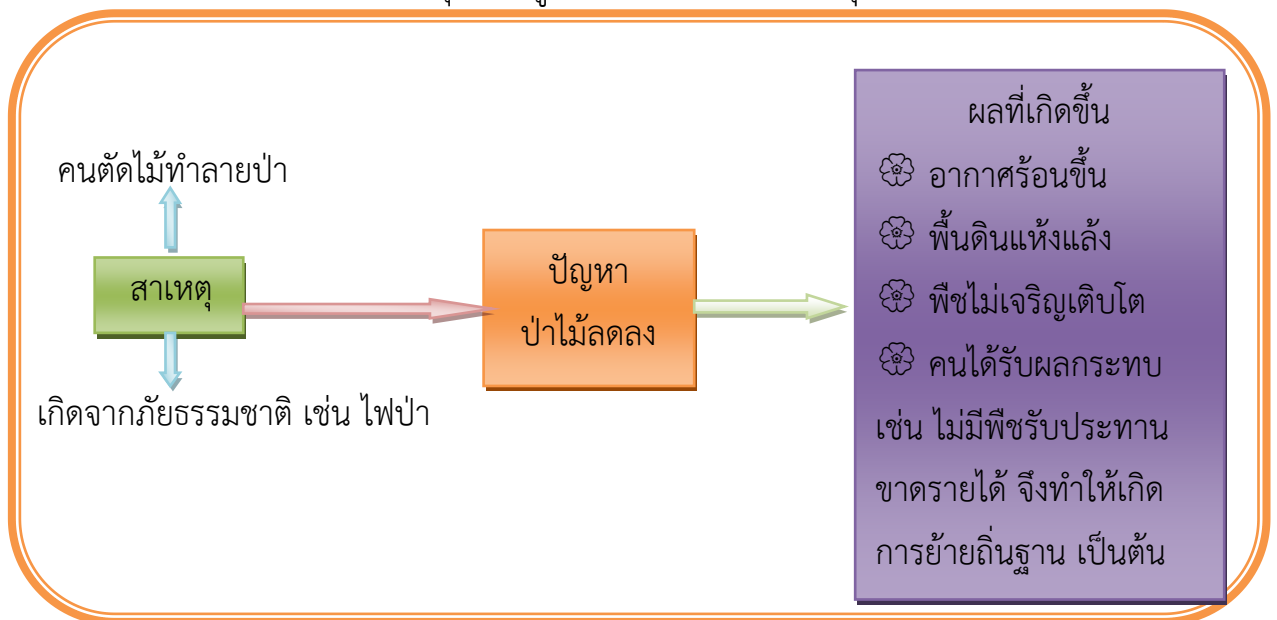 คนตัดไม้ทำลายป่า
สาเหตุ
เกิดจากภัยธรรมชาติ เช่น ไฟป่า
ปัญหา
ป่าไม้ลดลง
ผลที่เกิดขึ้น
อากาศร้อนขึ้น
พื้นดินแห้งแล้ง
พืชไม่เจริญเติบโต
คนได้รับผลกระทบ
เช่น ไม่มีพืชรับประทาน
ขาดรายได้ จึงทำให้เกิด
การย้ายถิ่นฐาน เป็นต้น